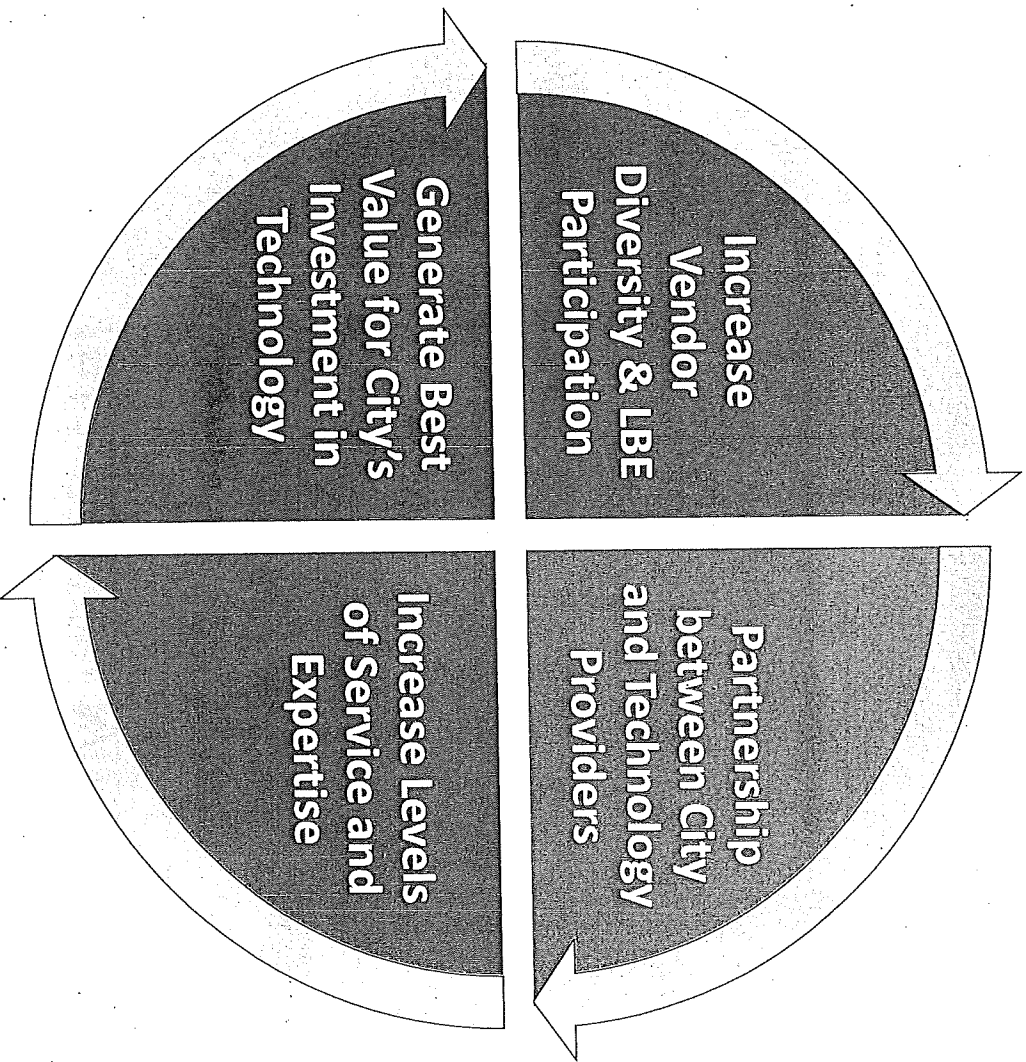 Increase
Vendor
Diversity & LBE
Participation
Partnership
between City
and Technology
Providers
Generate Best
Value for City's
Investment in
Technology
Increase Levels
of Service and
Expertise